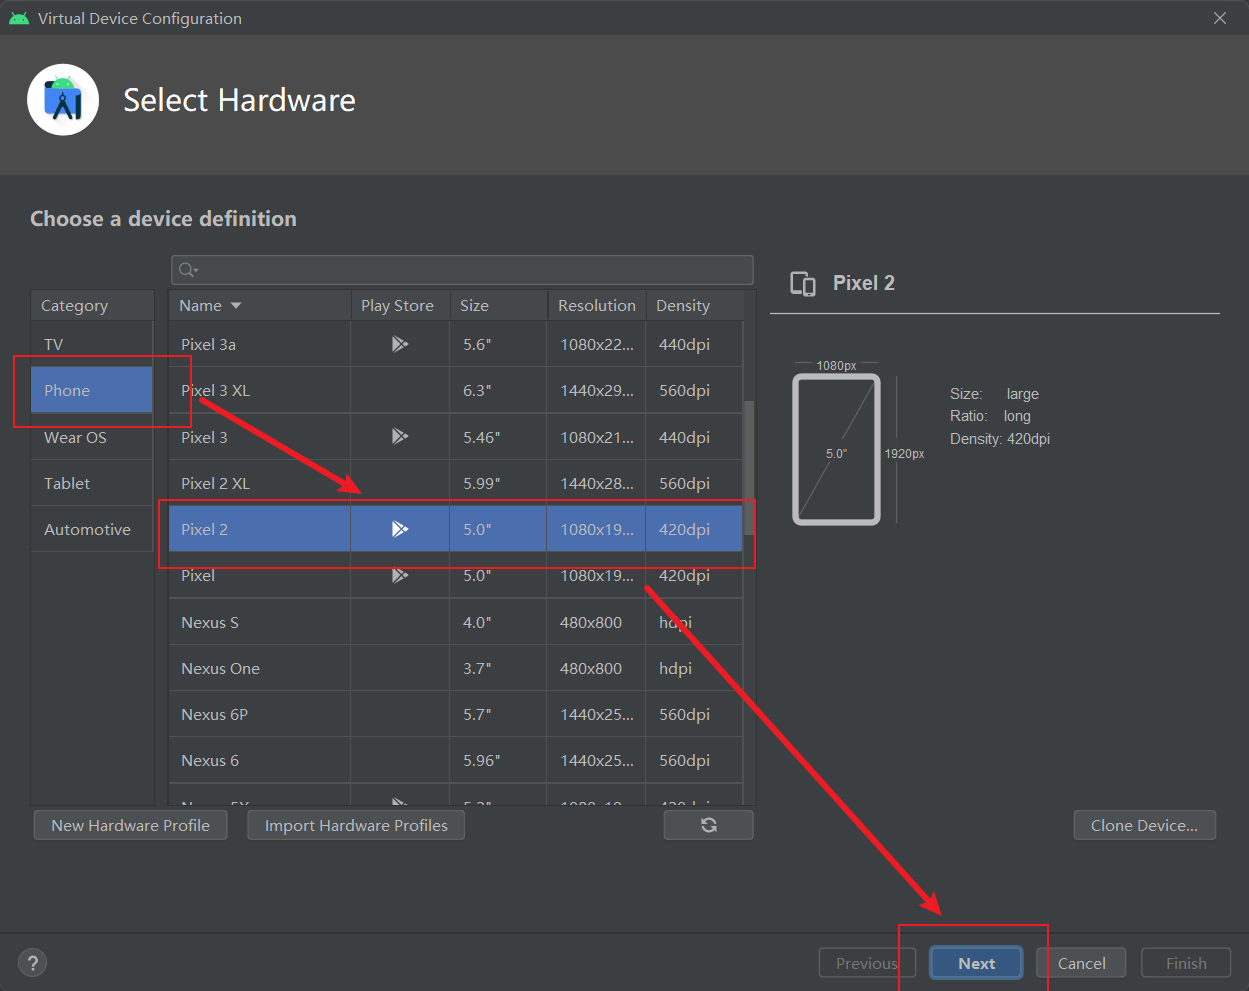 Virtual Device Configuration
Select Hardware
Choose a device definition
Category
TV
Phone
Wear OS
Tablet
Automotive
Name Play Store Size Resolution Density
Pixel 3a 5.6" 1080x22... 440dpi
Pixel 3 XL 6.3" 1440x29... 560dpi
Pixel 3 5.46" 1080x21... 440dpi
Pixel 2 XL 5.99" 1440x28... 560dpi
Pixel 2 5.0" 1080x19... 420dpi
Pixel 5.0" 1080x19... 420dpi
Nexus S 4.0" 480x800 hdpi
Nexus One 3.7" 480x800 hdpi
Nexus 6P 5.7" 1440x25... 560dpi
Nexus 6 5.96" 1440x25... 560dpi
Pixel 2
1080px
5.0"
1920px
Size: large
Ratio: long
Density: 420dpi
New Hardware Profile
Import Hardware Profiles
Clone Device...
?
Previous
Next
Cancel
Finish